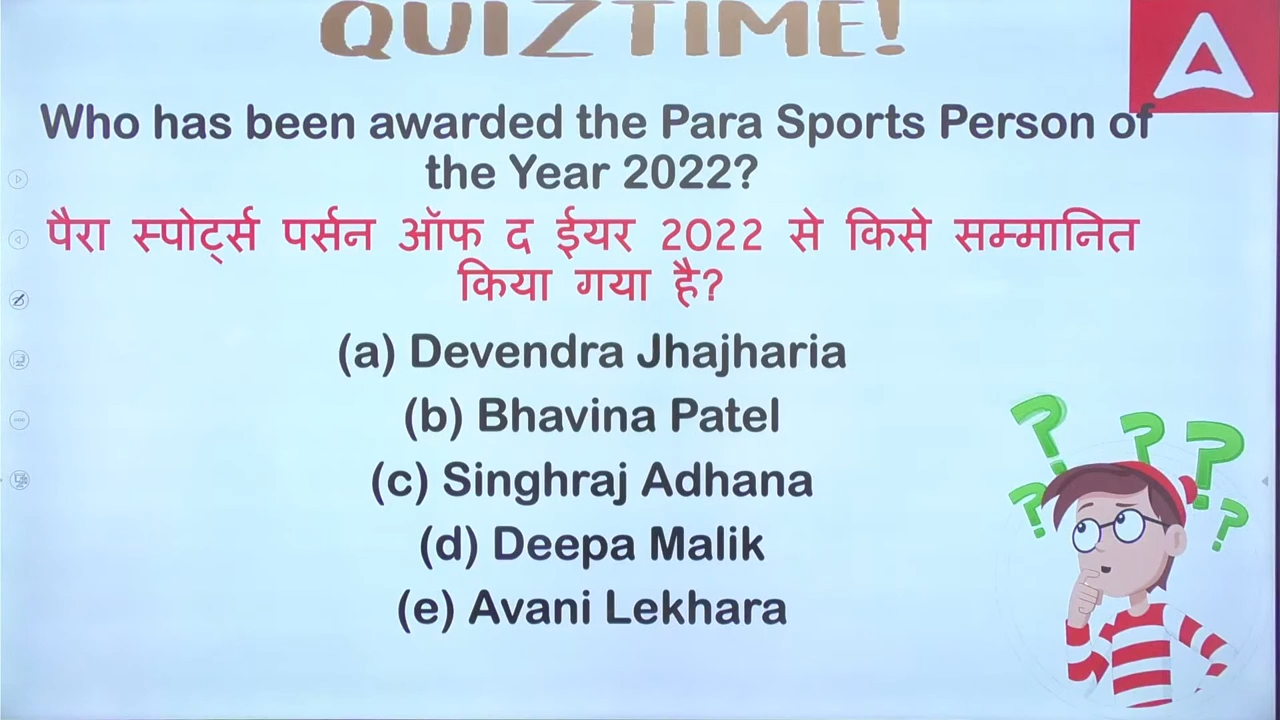 QUIZTIME!
Who has been awarded the Para Sports Person of
the Year 2022?
पैरा स्पोर्ट्स पर्सन ऑफ द ईयर 2022 से किसे सम्मानित
किया गया है?
(a) Devendra Jhajharia
(b) Bhavina Patel
(c) Singhraj Adhana
(d) Deepa Malik
(e) Avani Lekhara